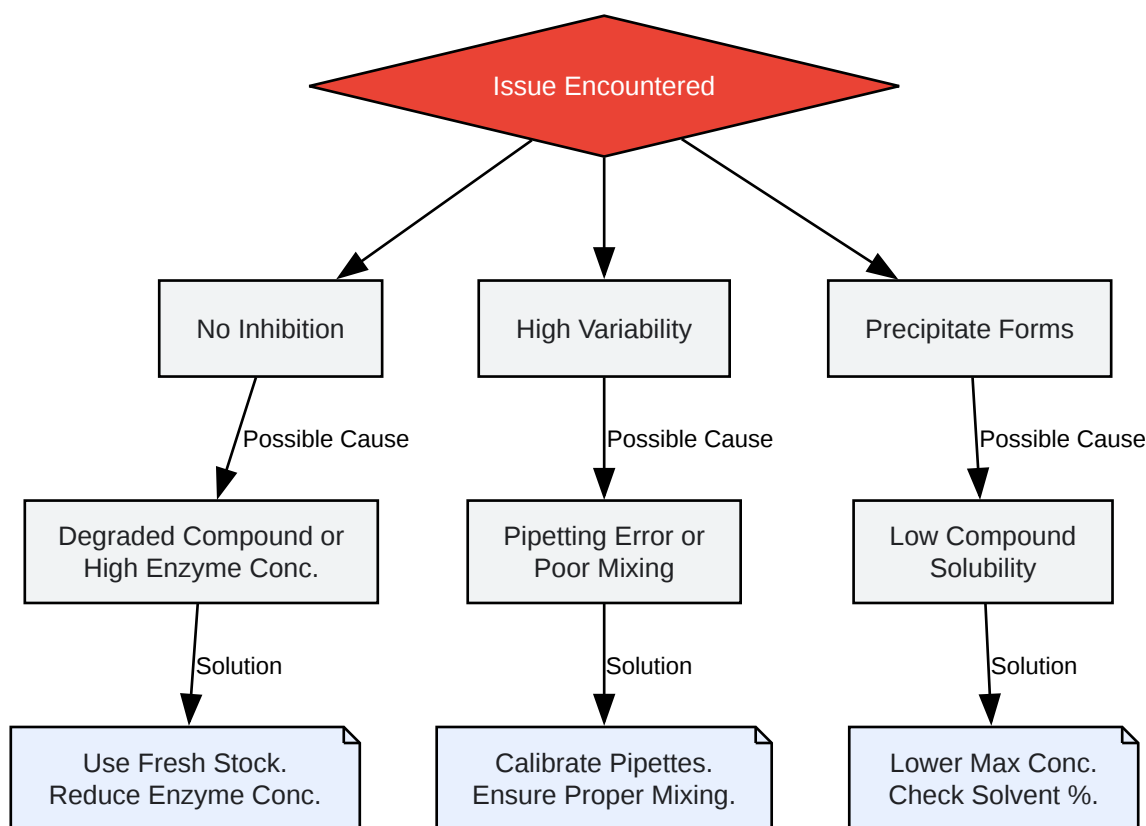 Issue Encountered
No Inhibition
High Variability
Precipitate Forms
Possible Cause
Possible Cause
Possible Cause
Degraded Compound or
High Enzyme Conc.
Pipetting Error or
Poor Mixing
Low Compound
Solubility
Solution
Solution
Solution
Use Fresh Stock.
Reduce Enzyme Conc.
Calibrate Pipettes.
Ensure Proper Mixing.
Lower Max Conc.
Check Solvent %.